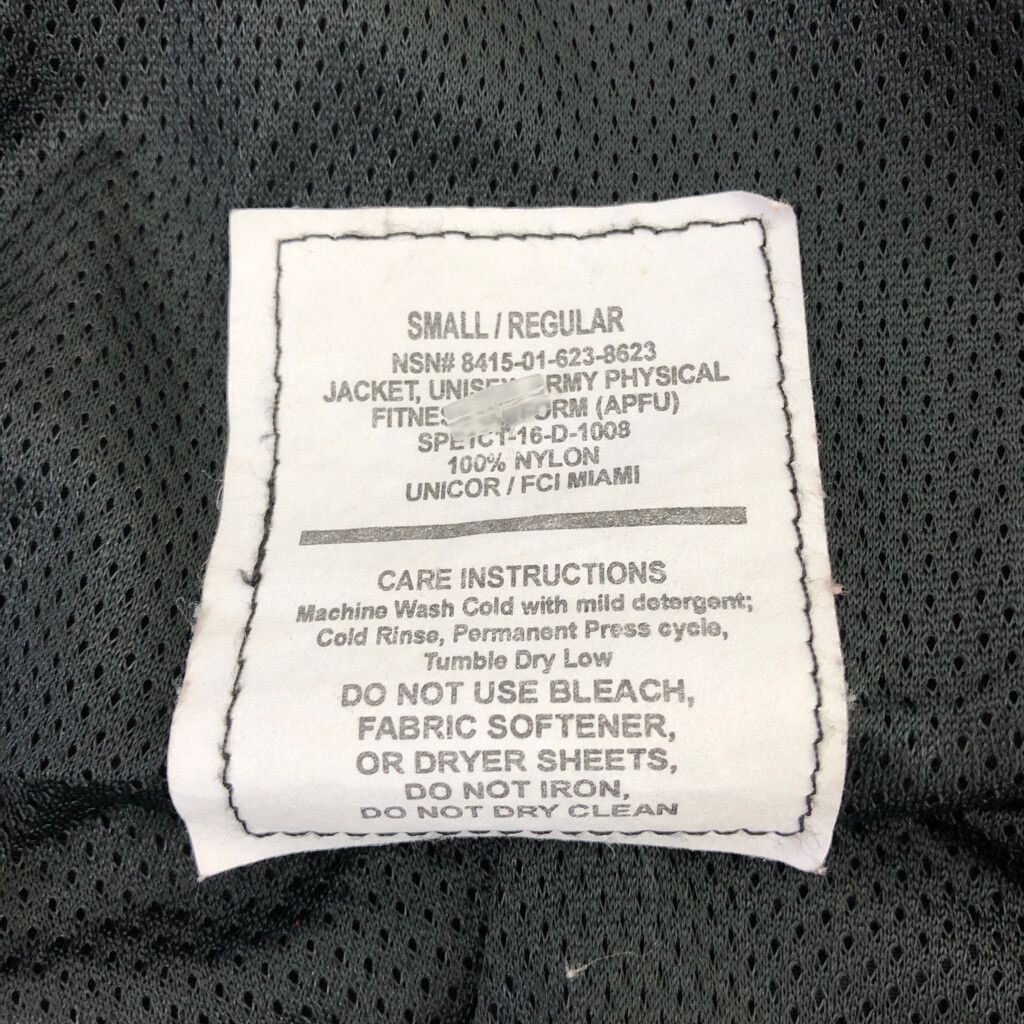 SMALL / REGULAR
NSN# 8415-01-623-8623
JACKET, PHYSICAL
(APFU)
SPE1CT-16-D-1008
100% NYLON
UNICOR / FCI MIAMI
CARE INSTRUCTIONS
Machine Wash Cold with mild detergent;
Cold Rinse, Permanent Press cycle,
Tumble Dry Low
DO NOT USE BLEACH,
FABRIC SOFTENER,
OR DRYER SHEETS,
DO NOT IRON,
DO NOT DRY CLEAN